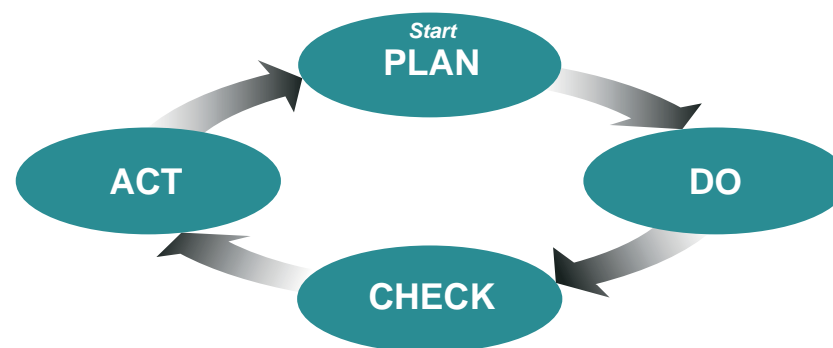 Start
PLAN
DO
CHECK
ACT